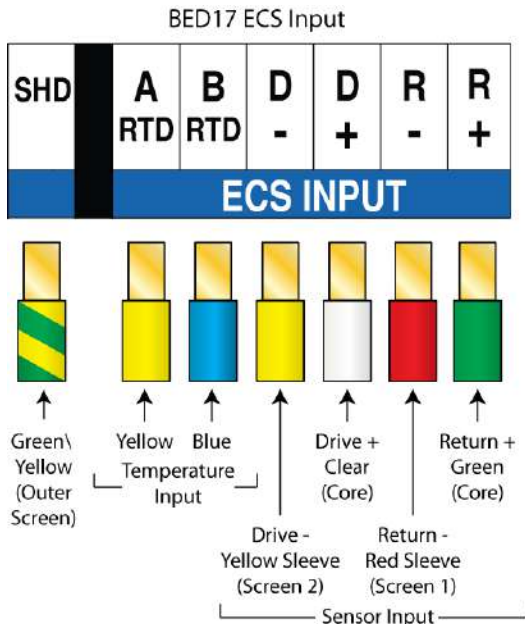 BED17 ECS Input
SHD A B D D R R
RTD RTD - + - +
ECS INPUT
Green\ Yellow Blue Drive + Return +
Yellow Temperature Clear Green
(Outer Input (Core) (Core)
Screen)
Drive - Return -
Yellow Sleeve Red Sleeve
(Screen 2) (Screen 1)
Sensor Input